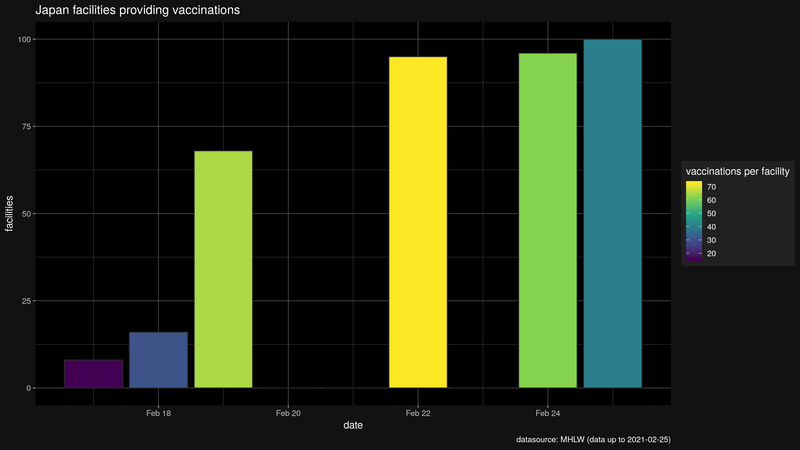 Japan facilities providing vaccinations
100
75
50
25
0
facilities
Feb 18
Feb 20
Feb 22
Feb 24
date
vaccinations per facility
70
60
50
40
30
20
datasource: MHLW (data up to 2021-02-25)